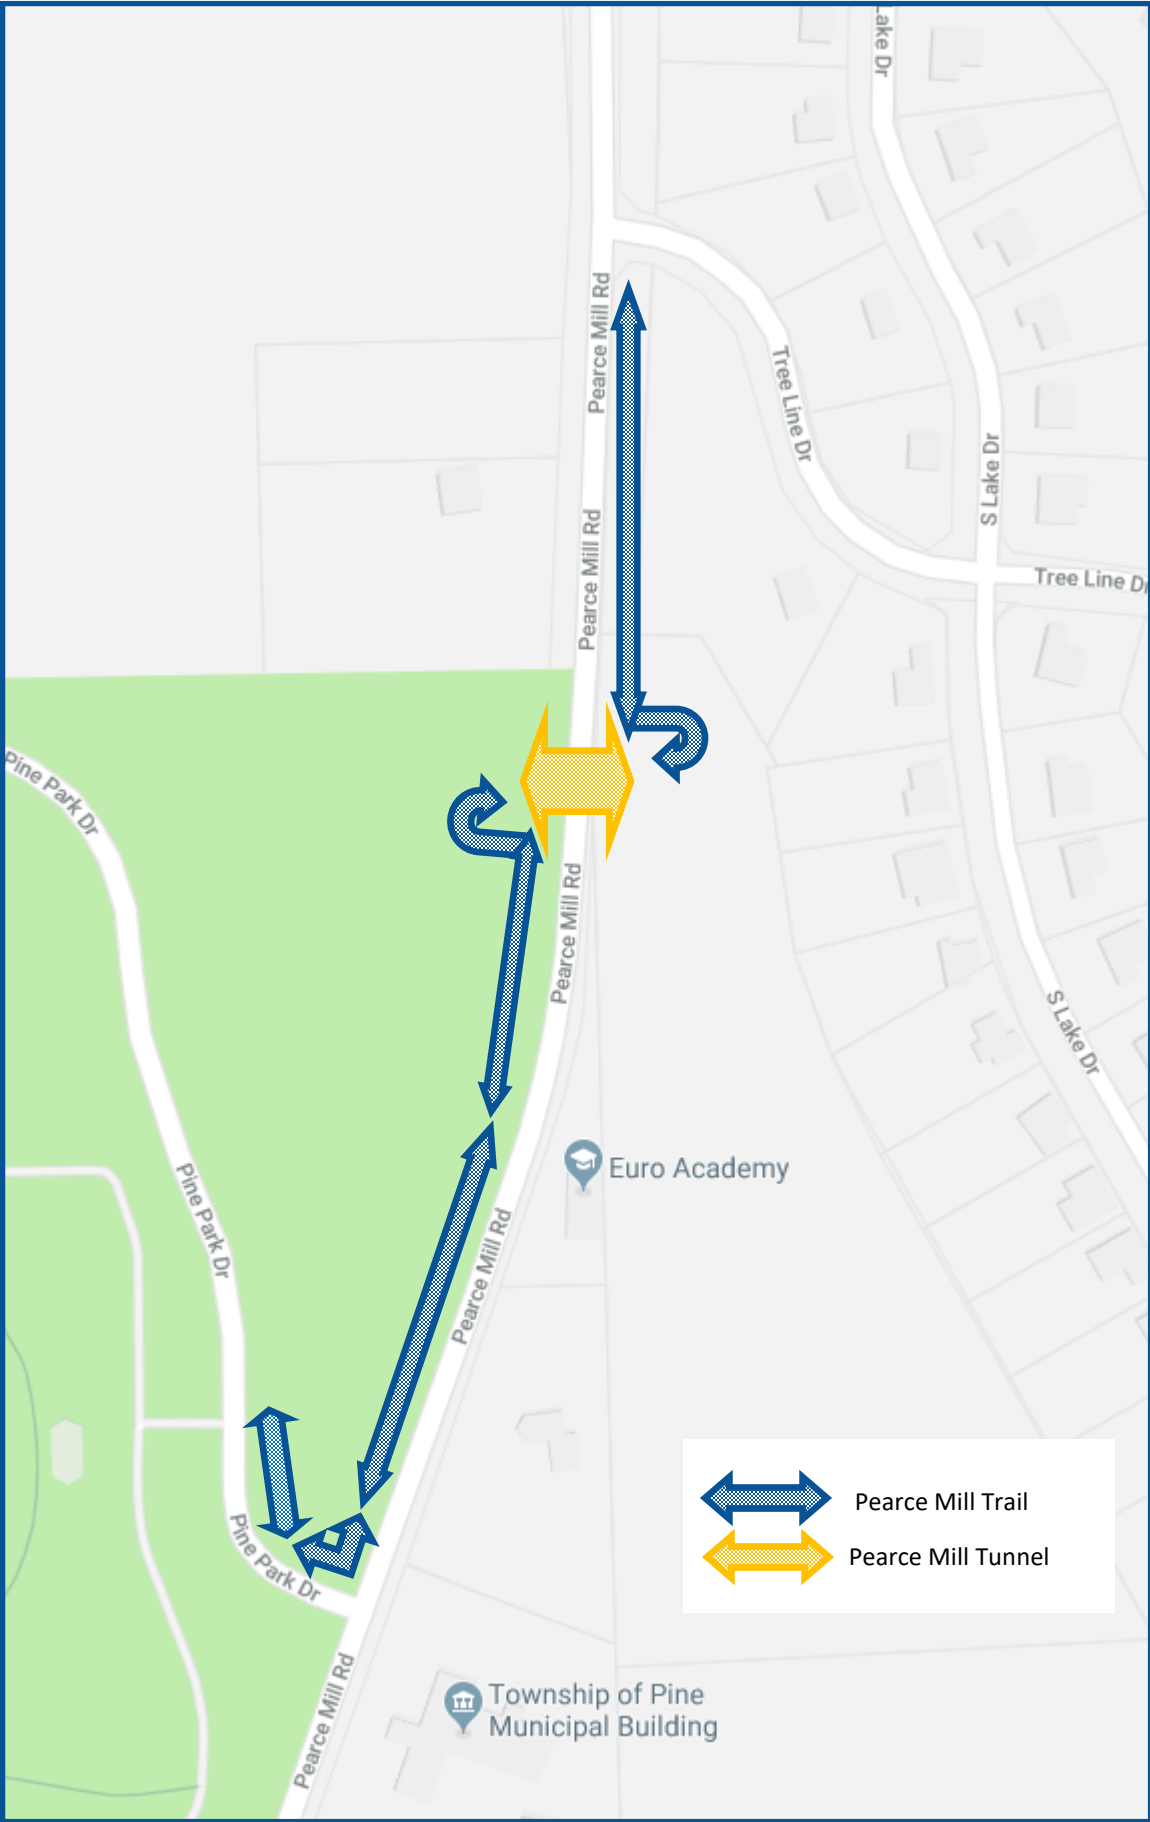 Lake Dr
Pearce Mill Rd
Tree Line Dr
S Lake Dr
Pearce Mill Rd
Tree Line Dr
Pine Park Dr
Pearce Mill Rd
S Lake Dr
Euro Academy
Pine Park Dr
Pearce Mill Rd
Pearce Mill Trail
Pearce Mill Tunnel
Pine Park Dr
Pearce Mill Rd
Township of Pine
Municipal Building